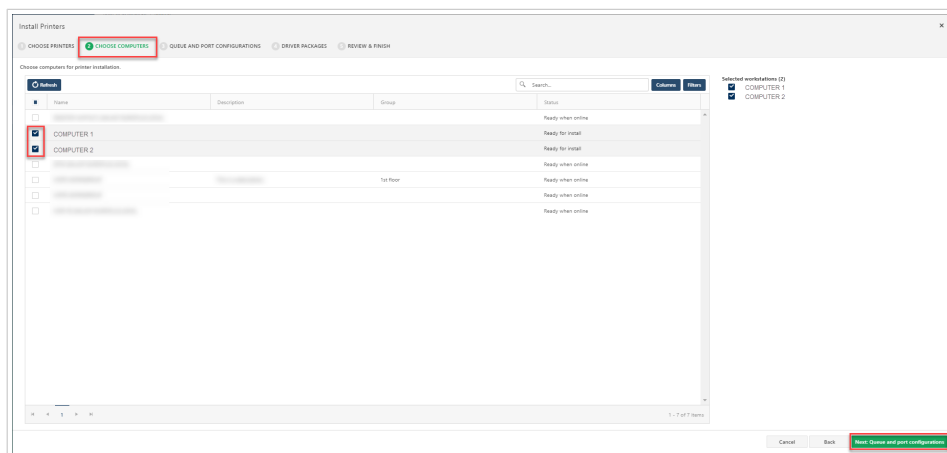 Install Printers
×
1 CHOOSE PRINTERS 2 CHOOSE COMPUTERS QUEUE AND PORT CONFIGURATIONS DRIVER PACKAGES REVIEW & FINISH
Choose computers for printer installation.
Refresh Search... Columns Filters
Name Description Group Status
Ready when online
COMPUTER 1 Ready for install
COMPUTER 2 Ready for install
Ready when online
1st Floor Ready when online
Ready when online
Ready when online
1 1 - 7 of 7 items
Selected workstations (2)
COMPUTER 1
COMPUTER 2
Cancel Back Next: Queue and port configurations